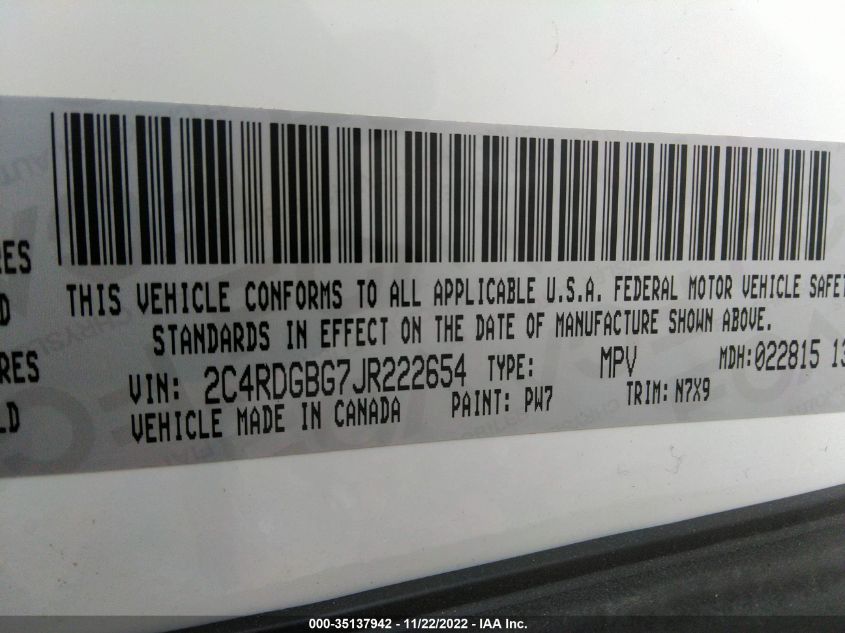 RES
D
RES
LD
THIS VEHICLE CONFORMS TO ALL APPLICABLE U.S.A. FEDERAL MOTOR VEHICLE SAFET
STANDARDS IN EFFECT ON THE DATE OF MANUFACTURE SHOWN ABOVE.
VIN: 2C4RDGBG7JR222654 TYPE: MPV MDH:022815 13
VEHICLE MADE IN CANADA PAINT: PW7 TRIM: N7X9
000-35137942 - 11/22/2022 - IAA Inc.